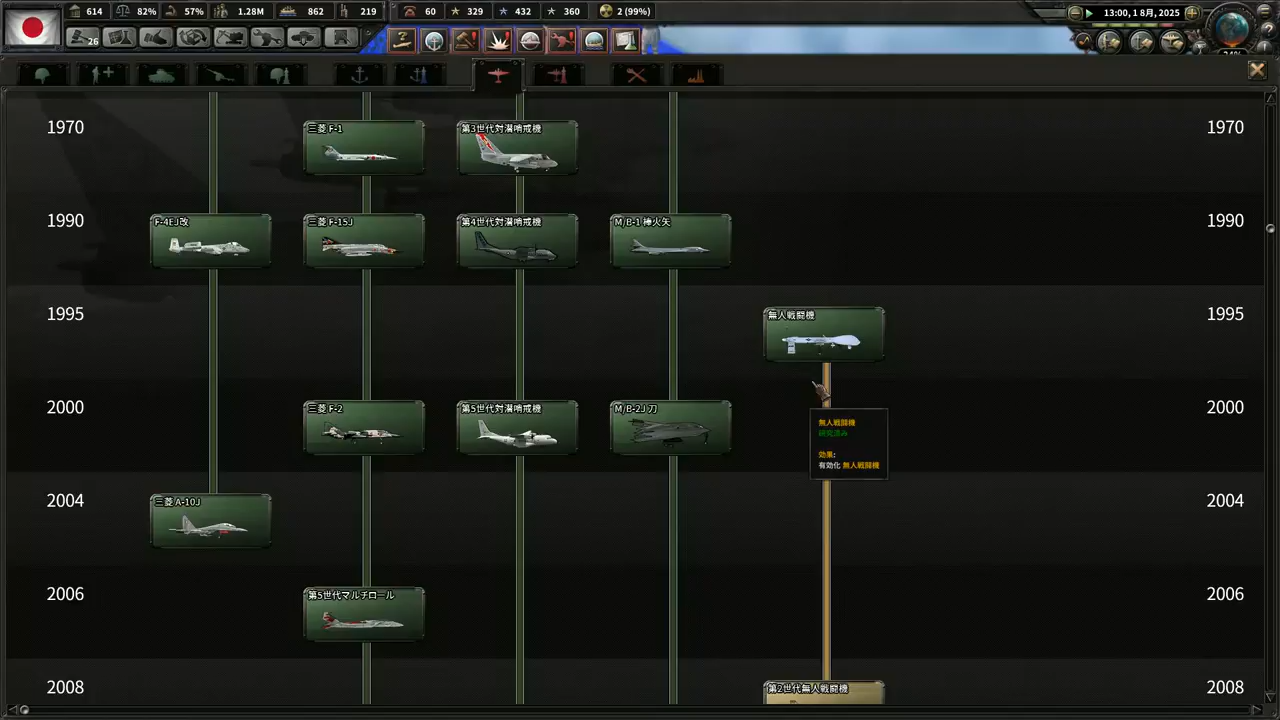 614 82% 57% 1.28M 862 219 60 329 432 360 2 (99%) 13:00, 1 8月, 2025
26
24%
1970 三菱 F-1 第3世代対潜哨戒機 1970
1990 F-4EJ改 三菱 F-15J 第4世代対潜哨戒機 M/B-1 神火矢 1990
1995 無人戦闘機 1995
2000 三菱 F-2 第5世代対潜哨戒機 M/B-2J 刀 2000
無人戦闘機
研究済み
効果:
有効化 無人戦闘機
2004 三菱 A-10J 2004
2006 第5世代マルチロール 2006
2008 第2世代無人戦闘機 2008